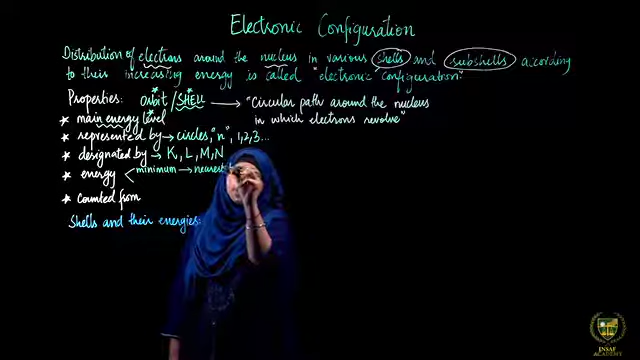 Electronic Configuration
Distribution of electrons around the nucleus in various shells and subshells according
to their increasing energy is called "electronic configuration."
Properties: orbit / SHELL → "Circular path around the nucleus
* main energy level in which electrons revolve"
* represented by → circles, "n", 1,2,3...
* designated by → K, L, M, N
* energy < minimum → nearest
* counted from
Shells and their energies:
INSAF
ACADEMY